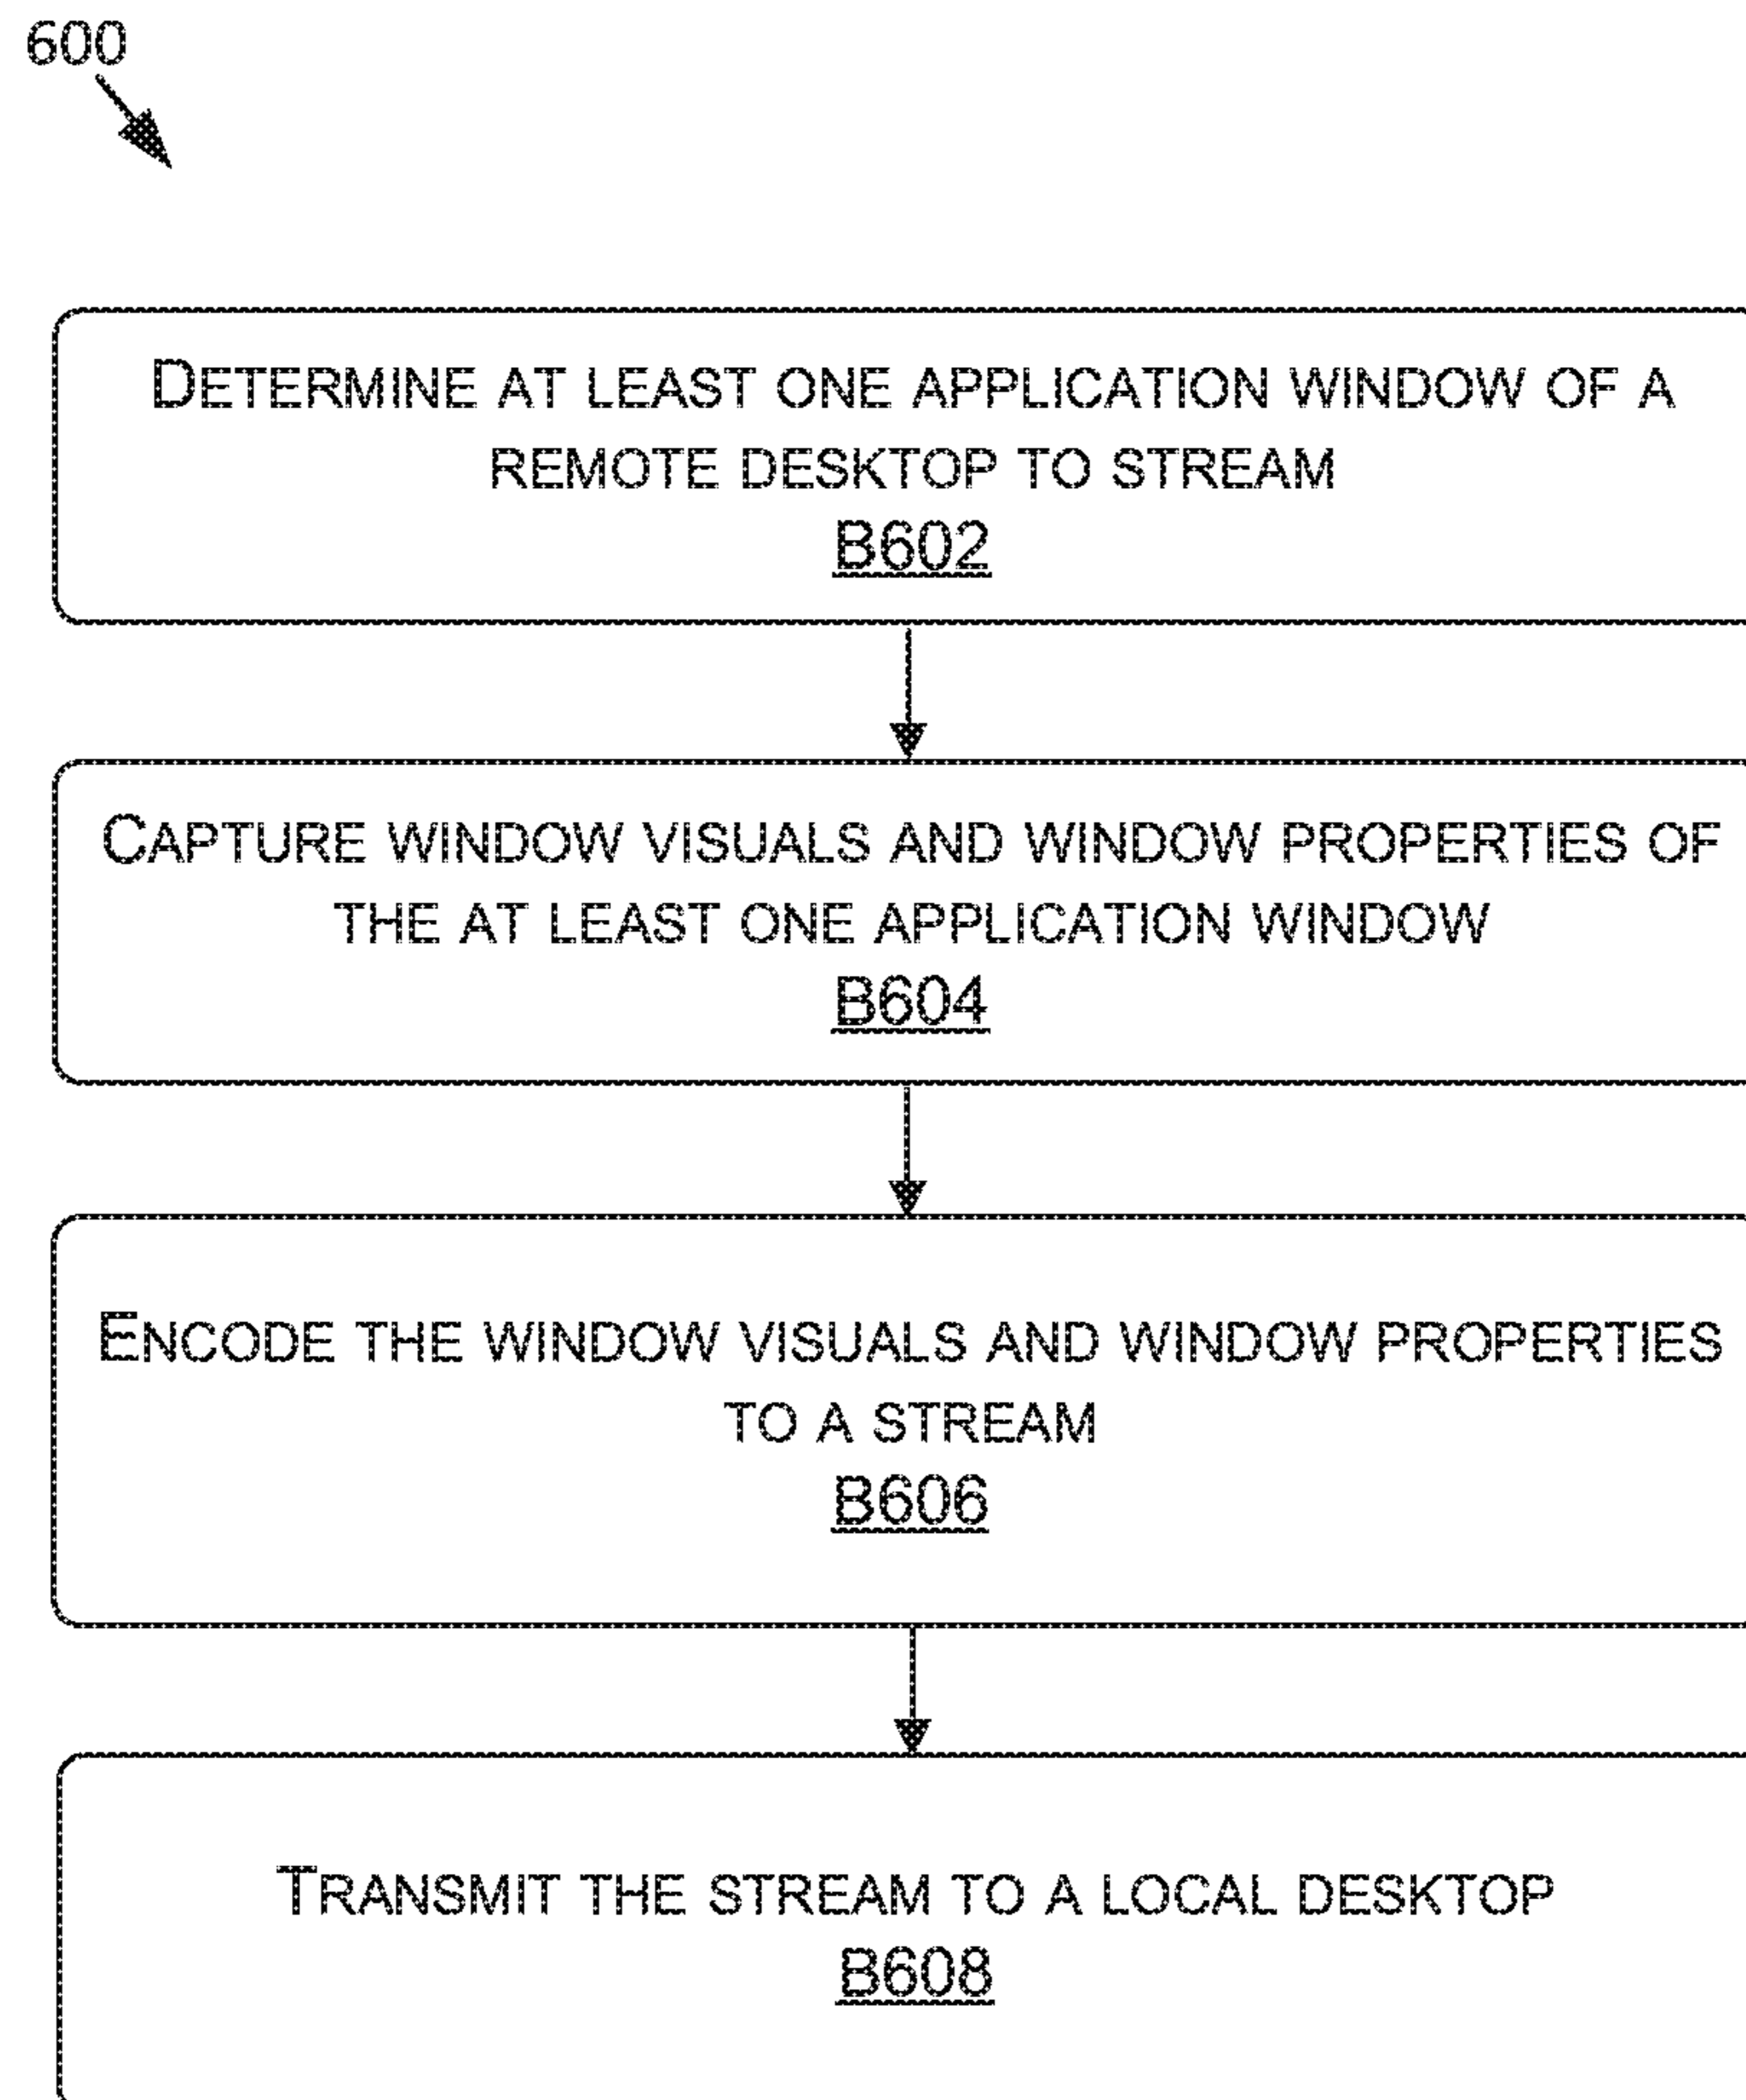 600
DETERMINE AT LEAST ONE APPLICATION WINDOW OF A
REMOTE DESKTOP TO STREAM
B602
CAPTURE WINDOW VISUALS AND WINDOW PROPERTIES OF
THE AT LEAST ONE APPLICATION WINDOW
B604
ENCODE THE WINDOW VISUALS AND WINDOW PROPERTIES
TO A STREAM
B606
TRANSMIT THE STREAM TO A LOCAL DESKTOP
B608